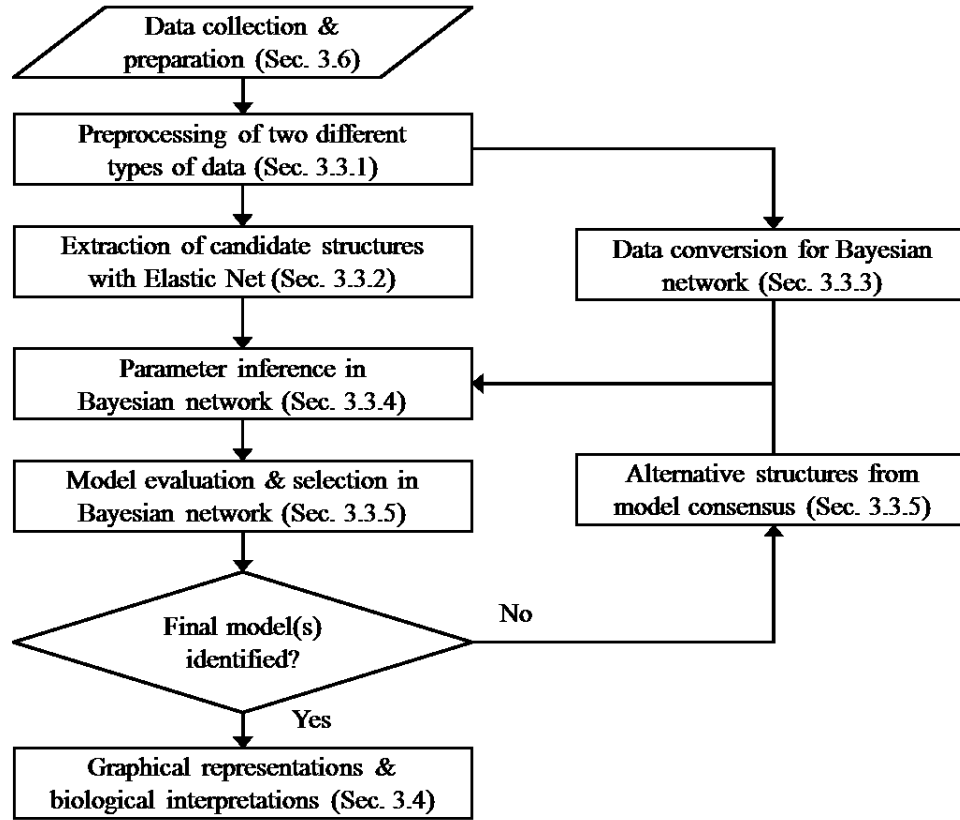 Data collection &
preparation (Sec. 3.6)
Preprocessing of two different
types of data (Sec. 3.3.1)
Extraction of candidate structures
with Elastic Net (Sec. 3.3.2)
Data conversion for Bayesian
network (Sec. 3.3.3)
Parameter inference in
Bayesian network (Sec. 3.3.4)
Model evaluation & selection in
Bayesian network (Sec. 3.3.5)
Alternative structures from
model consensus (Sec. 3.3.5)
Final model(s)
identified?
No
Yes
Graphical representations &
biological interpretations (Sec. 3.4)